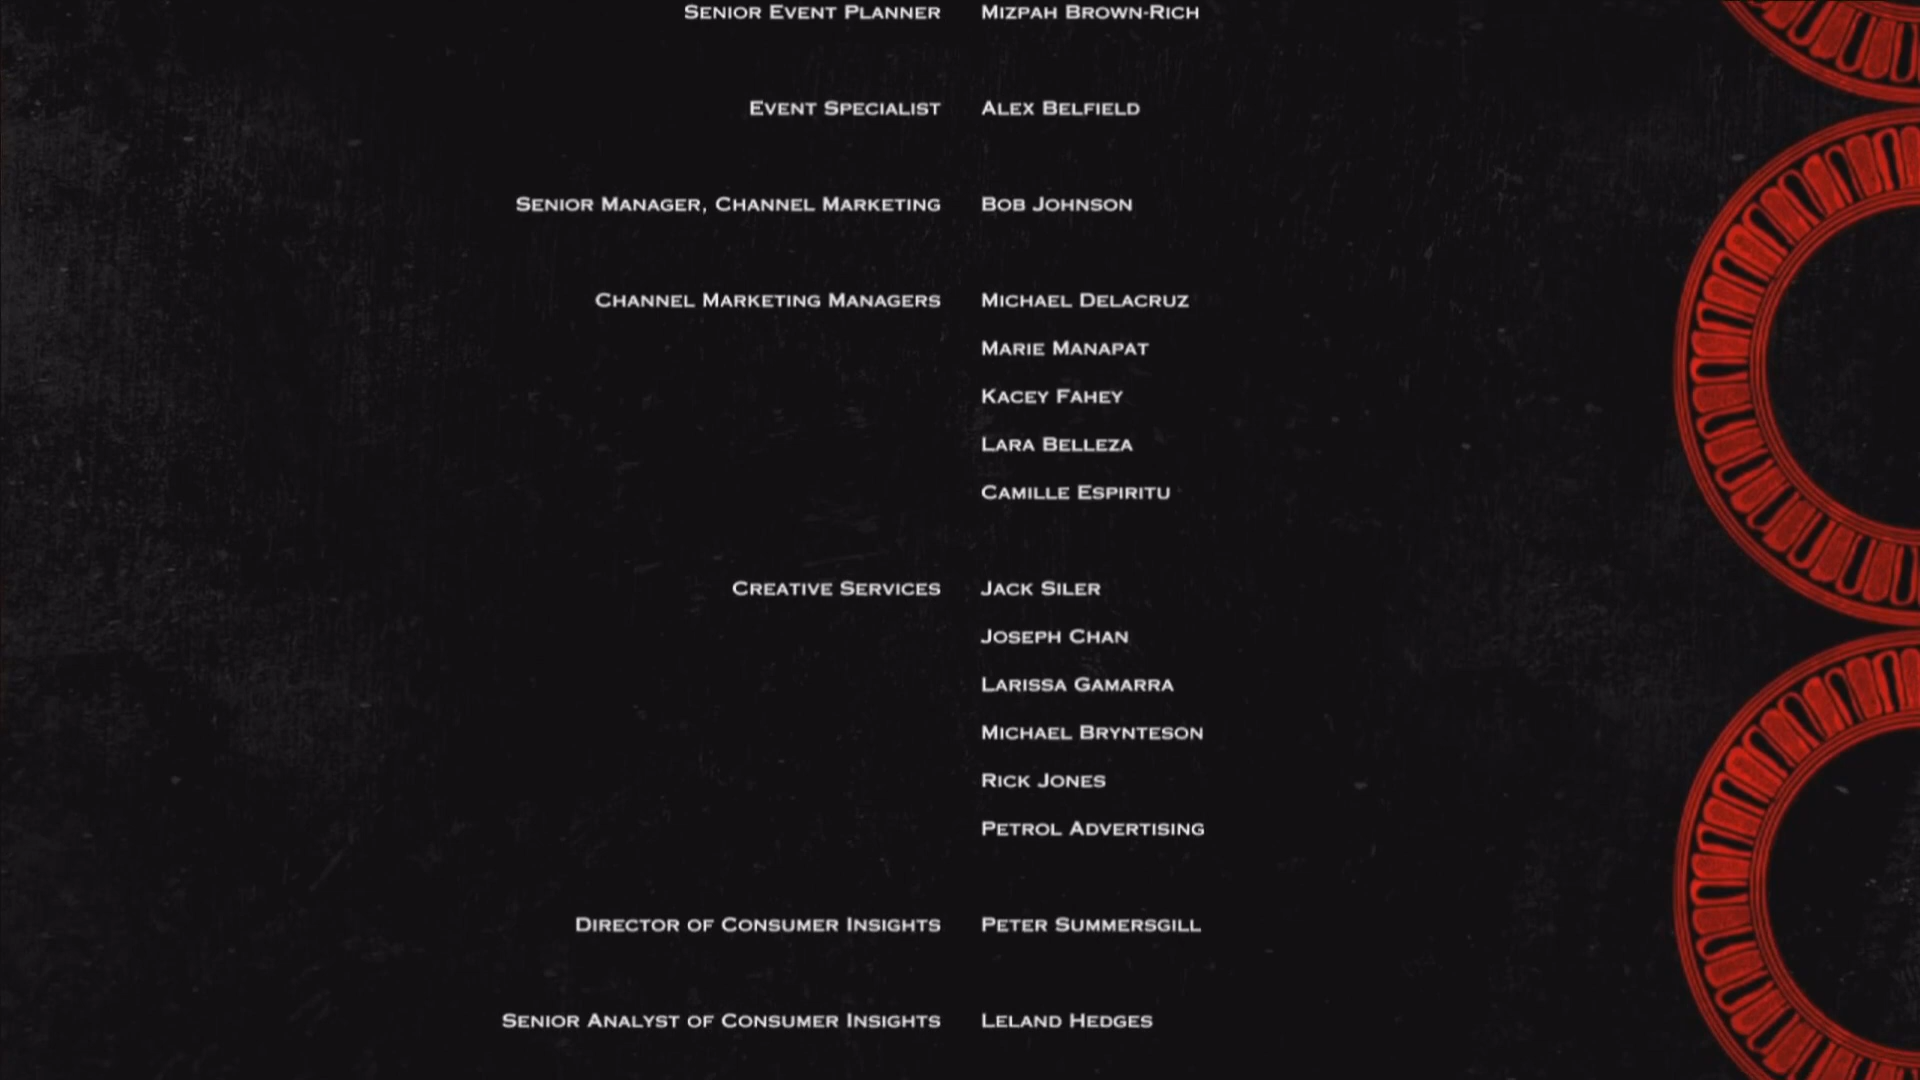 Senior Event Planner Mizpah Brown-Rich
Event Specialist Alex Belfield
Senior Manager, Channel Marketing Bob Johnson
Channel Marketing Managers Michael Delacruz
Marie Manapat
Kacey Fahey
Lara Belleza
Camille Espiritu
Creative Services Jack Siler
Joseph Chan
Larissa Gamarra
Michael Brynteson
Rick Jones
Petrol Advertising
Director of Consumer Insights Peter Summersgill
Senior Analyst of Consumer Insights Leland Hedges